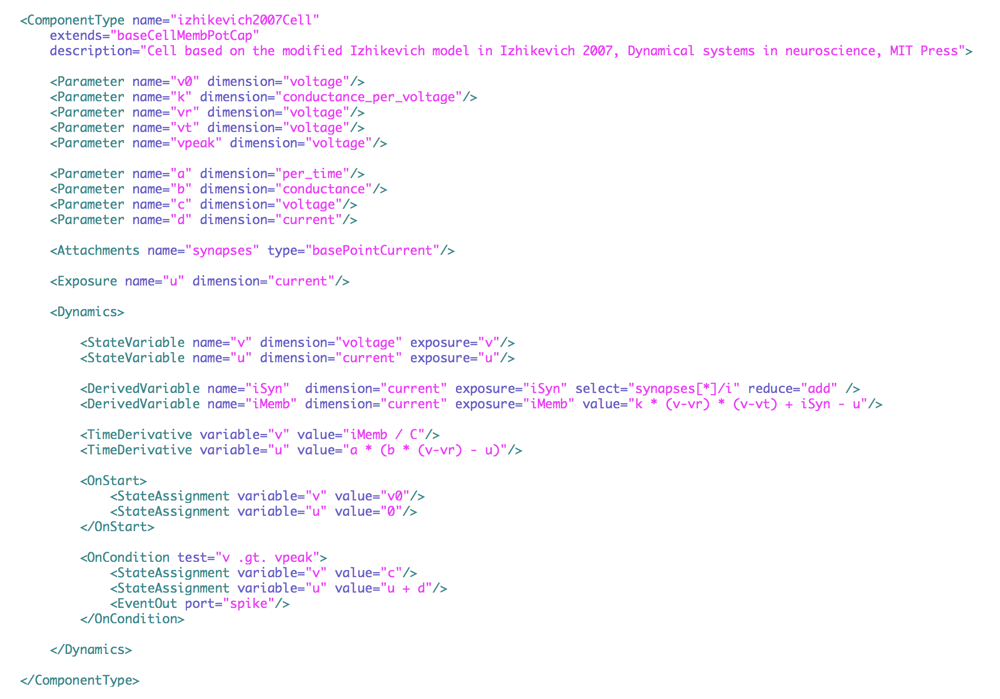 <ComponentType name="izhikevich2007Cell"
    extends="baseCellMembPotCap"
    description="Cell based on the modified Izhikevich model in Izhikevich 2007, Dynamical systems in neuroscience, MIT Press">

    <Parameter name="v0" dimension="voltage"/>
    <Parameter name="k" dimension="conductance_per_voltage"/>
    <Parameter name="vr" dimension="voltage"/>
    <Parameter name="vt" dimension="voltage"/>
    <Parameter name="vpeak" dimension="voltage"/>

    <Parameter name="a" dimension="per_time"/>
    <Parameter name="b" dimension="conductance"/>
    <Parameter name="c" dimension="voltage"/>
    <Parameter name="d" dimension="current"/>

    <Attachments name="synapses" type="basePointCurrent"/>

    <Exposure name="u" dimension="current"/>

    <Dynamics>

        <StateVariable name="v" dimension="voltage" exposure="v"/>
        <StateVariable name="u" dimension="current" exposure="u"/>

        <DerivedVariable name="iSyn"  dimension="current" exposure="iSyn" select="synapses[*]/i" reduce="add" />
        <DerivedVariable name="iMemb" dimension="current" exposure="iMemb" value="k * (v-vr) * (v-vt) + iSyn - u"/>

        <TimeDerivative variable="v" value="iMemb / C"/>
        <TimeDerivative variable="u" value="a * (b * (v-vr) - u)"/>

        <OnStart>
            <StateAssignment variable="v" value="v0"/>
            <StateAssignment variable="u" value="0"/>
        </OnStart>

        <OnCondition test="v .gt. vpeak">
            <StateAssignment variable="v" value="c"/>
            <StateAssignment variable="u" value="u + d"/>
            <EventOut port="spike"/>
        </OnCondition>

    </Dynamics>

</ComponentType>